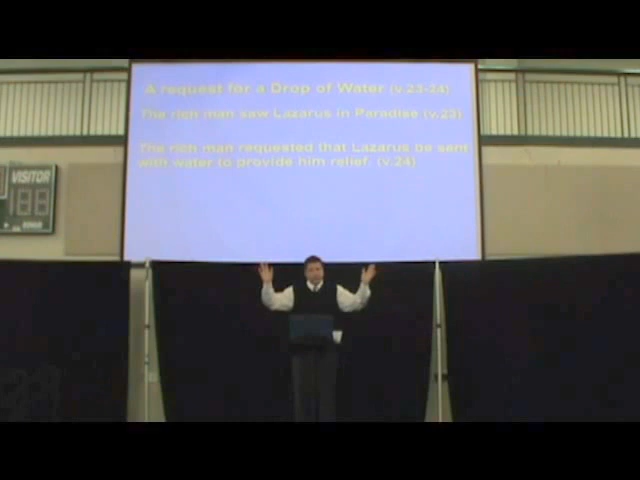 A request for a Drop of Water (v.23-24)
The rich man saw Lazarus in Paradise (v.23)
The rich man requested that Lazarus be sent
with water to provide him relief. (v.24)
VISITOR